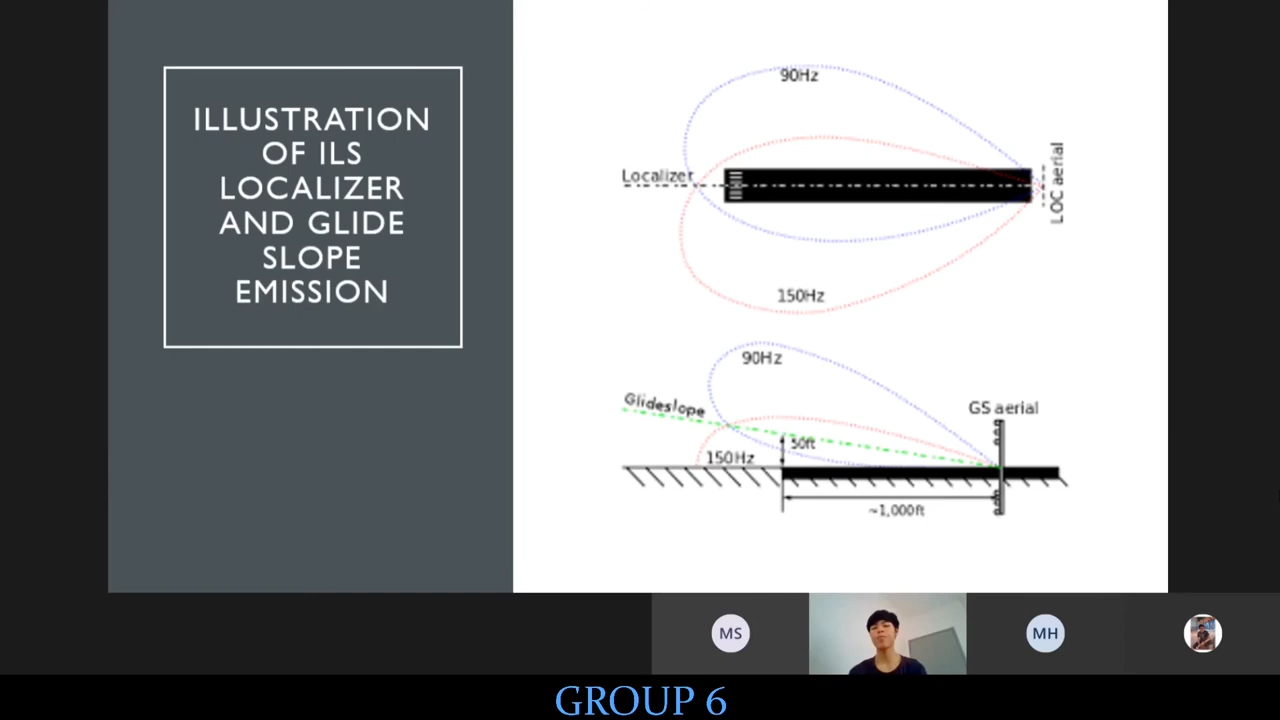 ILLUSTRATION
OF ILS
LOCALIZER
AND GLIDE
SLOPE
EMISSION
90Hz
Localizer
LOC aerial
150Hz
90Hz
Glideslope
GS aerial
50ft
150Hz
~1,000ft
MS
MH
GROUP 6